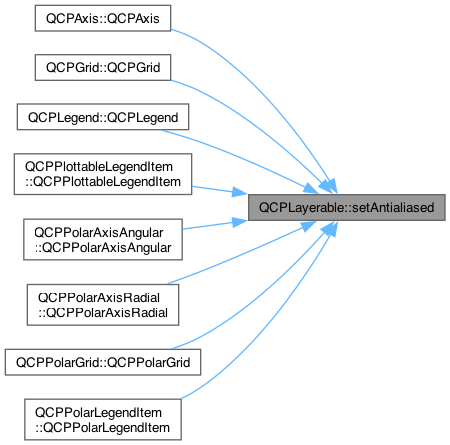 QCPAxis::QCPAxis
QCPGrid::QCPGrid
QCPLegend::QCPLegend
QCPPlottableLegendItem
::QCPPlottableLegendItem
QCPLayerable::setAntialiased
QCPPolarAxisAngular
::QCPPolarAxisAngular
QCPPolarAxisRadial
::QCPPolarAxisRadial
QCPPolarGrid::QCPPolarGrid
QCPPolarLegendItem
::QCPPolarLegendItem